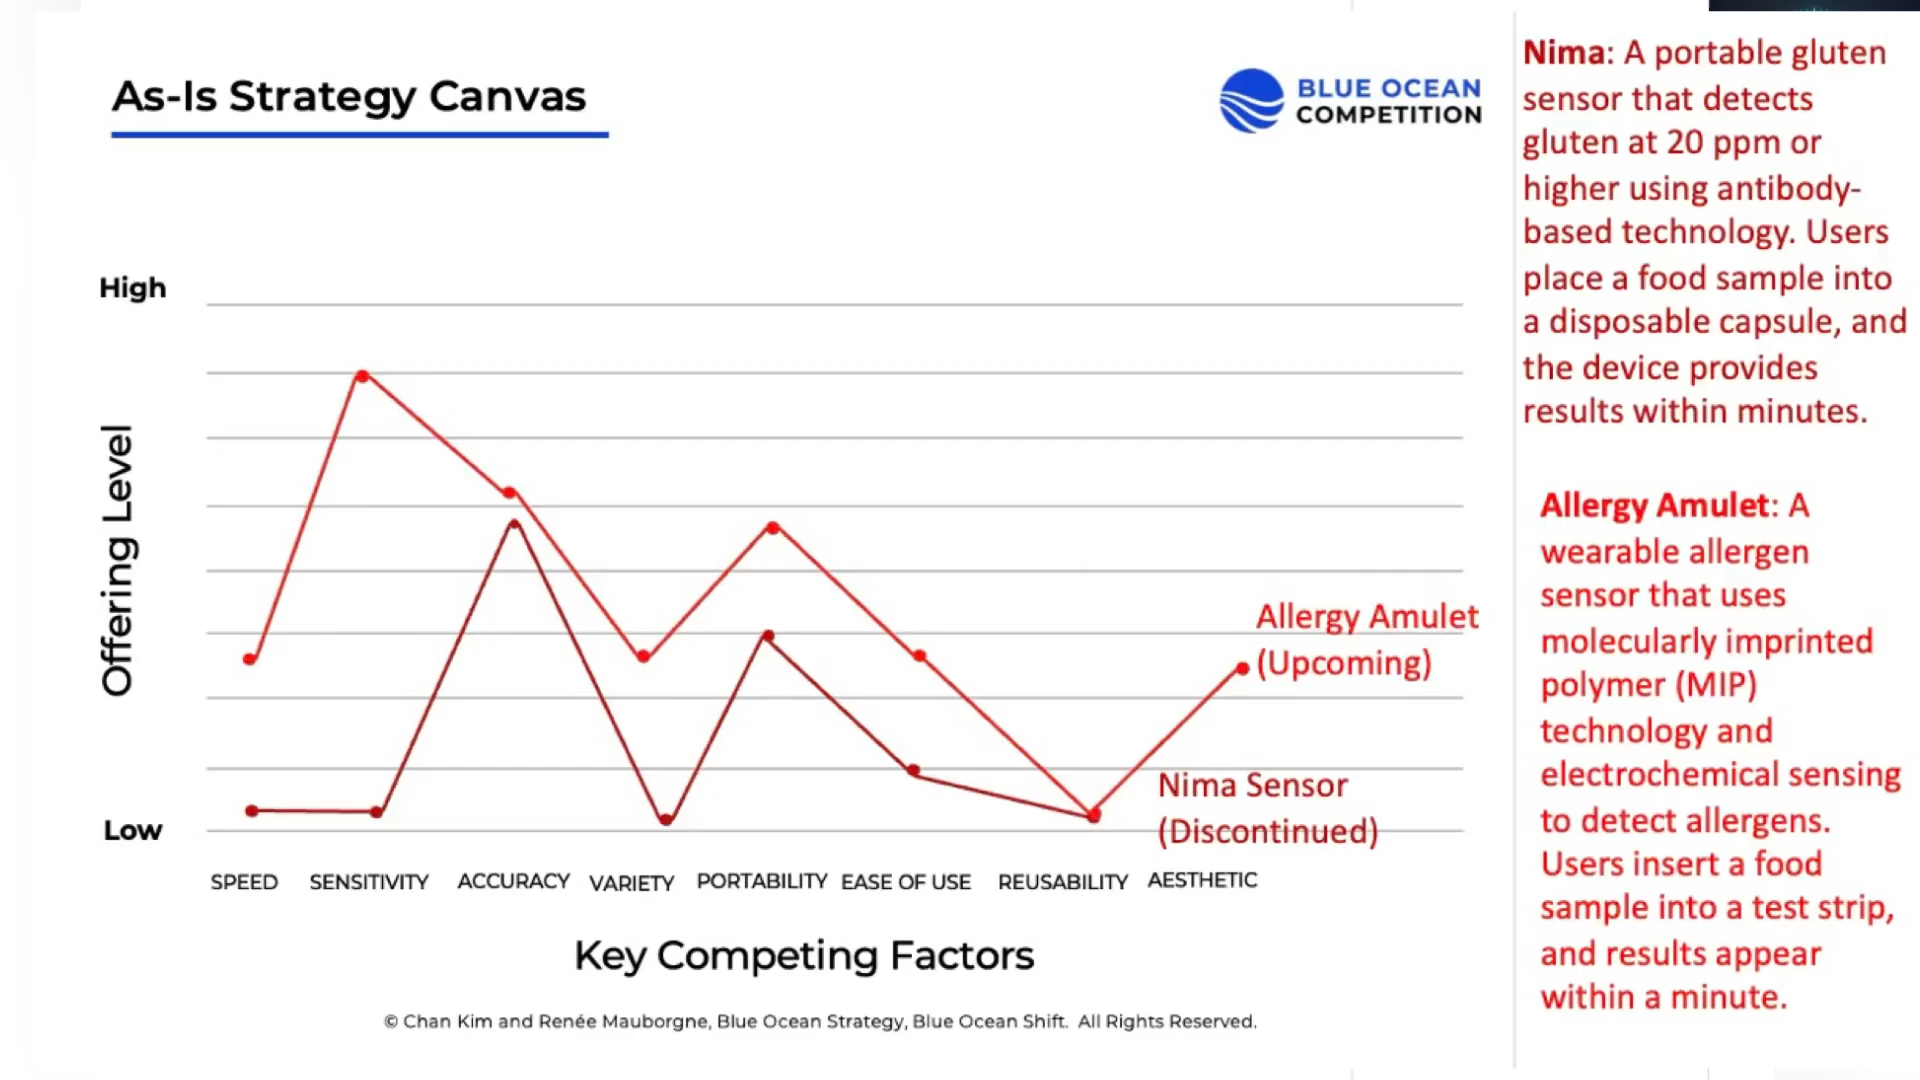 As-Is Strategy Canvas
BLUE OCEAN
COMPETITION
High
Offering Level
Low
Allergy Amulet
(Upcoming)
Nima Sensor
(Discontinued)
SPEED SENSITIVITY ACCURACY VARIETY PORTABILITY EASE OF USE REUSABILITY AESTHETIC
Key Competing Factors
© Chan Kim and Renée Mauborgne, Blue Ocean Strategy, Blue Ocean Shift. All Rights Reserved.
Nima: A portable gluten
sensor that detects
gluten at 20 ppm or
higher using antibody-
based technology. Users
place a food sample into
a disposable capsule, and
the device provides
results within minutes.
Allergy Amulet: A
wearable allergen
sensor that uses
molecularly imprinted
polymer (MIP)
technology and
electrochemical sensing
to detect allergens.
Users insert a food
sample into a test strip,
and results appear
within a minute.